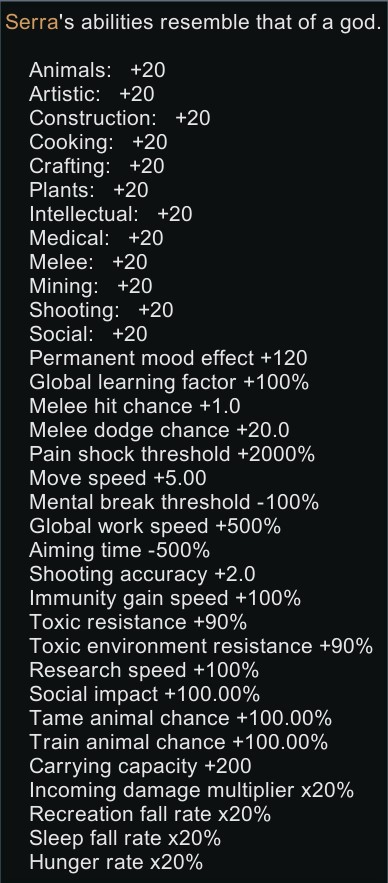 Serra's abilities resemble that of a god.
Animals: +20
Artistic: +20
Construction: +20
Cooking: +20
Crafting: +20
Plants: +20
Intellectual: +20
Medical: +20
Melee: +20
Mining: +20
Shooting: +20
Social: +20
Permanent mood effect +120
Global learning factor +100%
Melee hit chance +1.0
Melee dodge chance +20.0
Pain shock threshold +2000%
Move speed +5.00
Mental break threshold -100%
Global work speed +500%
Aiming time -500%
Shooting accuracy +2.0
Immunity gain speed +100%
Toxic resistance +90%
Toxic environment resistance +90%
Research speed +100%
Social impact +100.00%
Tame animal chance +100.00%
Train animal chance +100.00%
Carrying capacity +200
Incoming damage multiplier x20%
Recreation fall rate x20%
Sleep fall rate x20%
Hunger rate x20%